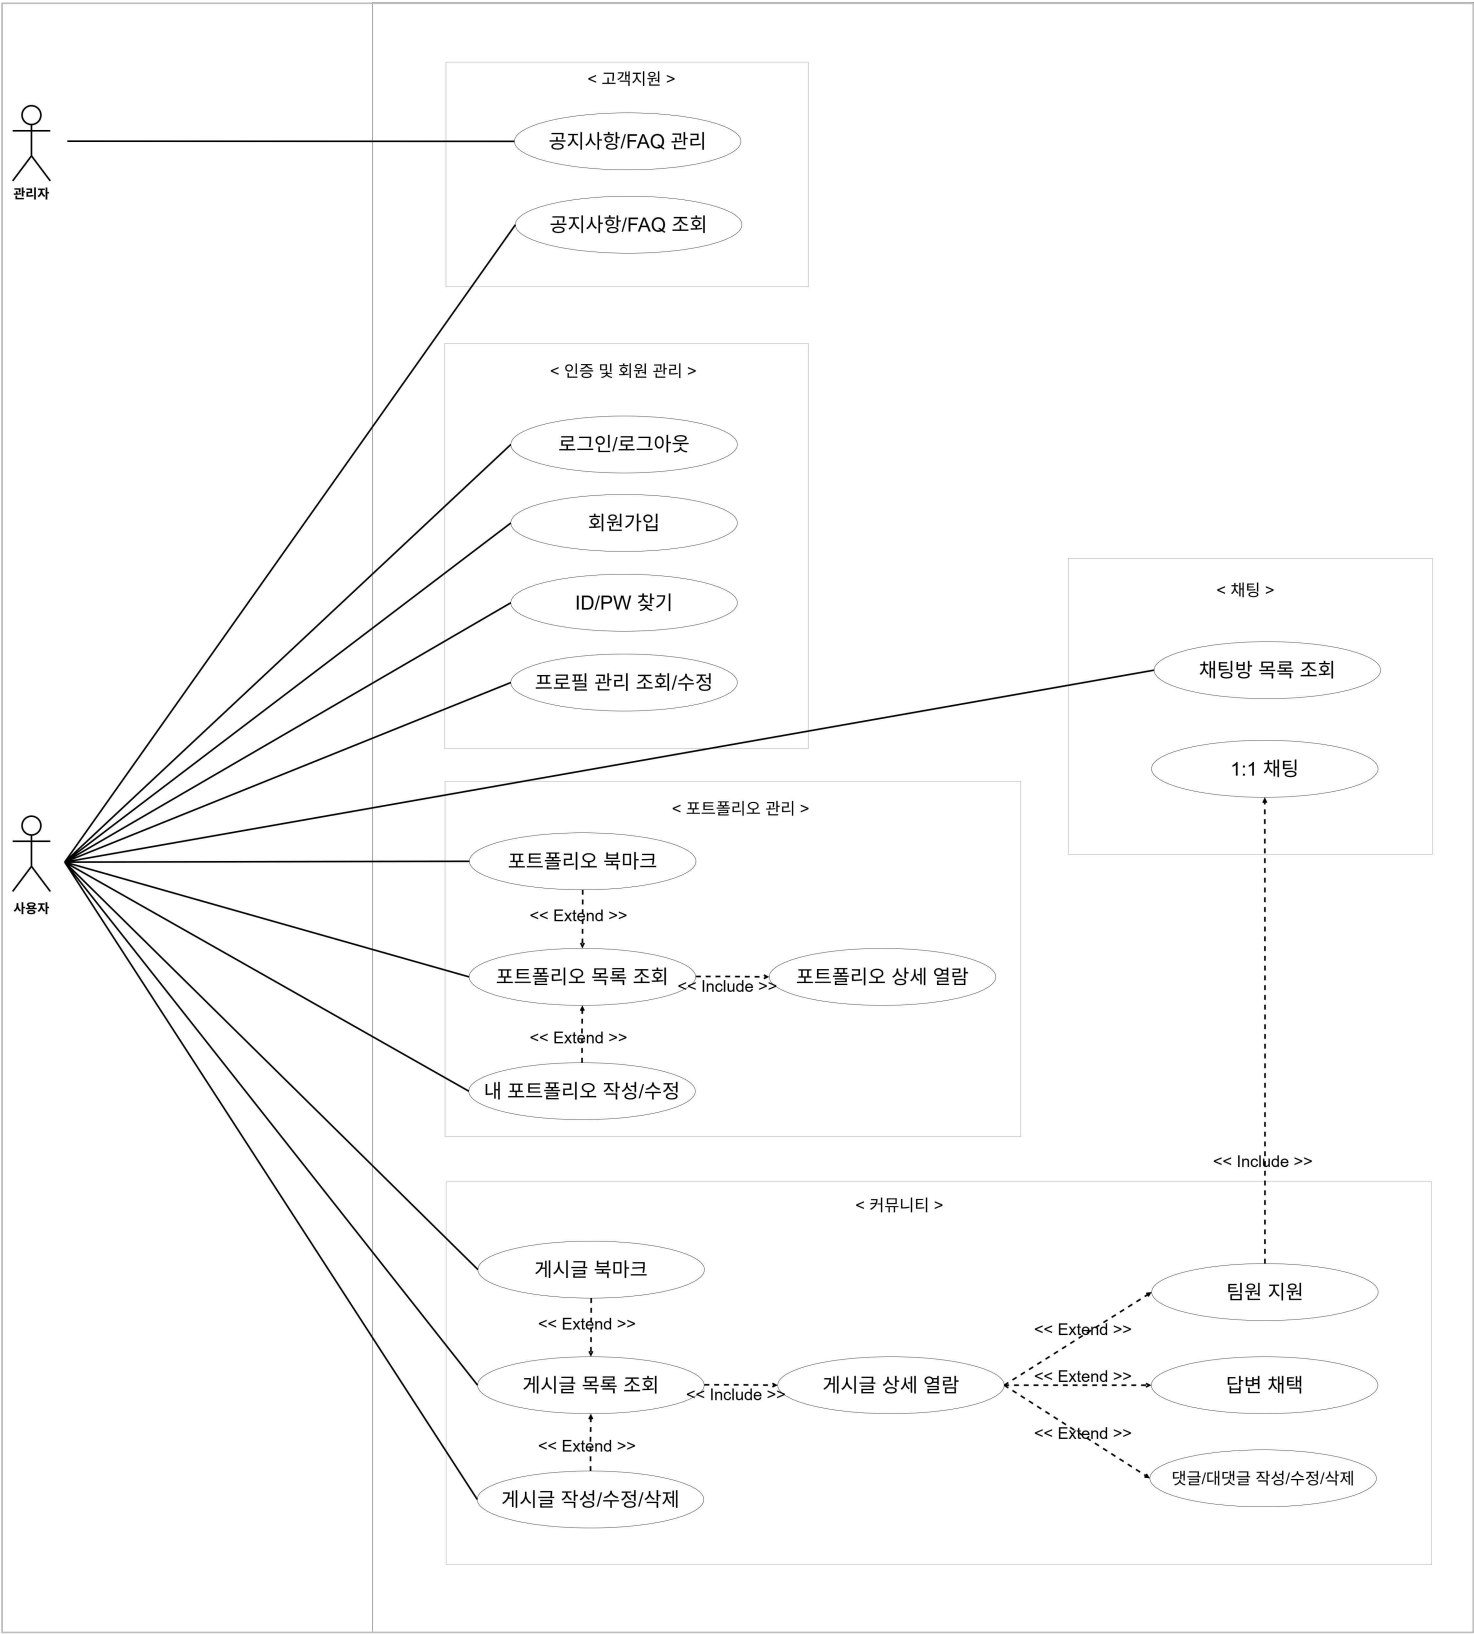 < 고객지원 >
공지사항/FAQ 관리
관리자
공지사항/FAQ 조회
< 인증 및 회원 관리 >
로그인/로그아웃
회원가입
ID/PW 찾기
프로필 관리 조회/수정
< 채팅 >
채팅방 목록 조회
1:1 채팅
사용자
< 포트폴리오 관리 >
포트폴리오 북마크
<< Extend >>
포트폴리오 목록 조회
<< Include >>
포트폴리오 상세 열람
<< Extend >>
내 포트폴리오 작성/수정
<< Include >>
< 커뮤니티 >
게시글 북마크
<< Extend >>
게시글 목록 조회
<< Include >>
게시글 상세 열람
<< Extend >>
게시글 작성/수정/삭제
<< Extend >>
팀원 지원
<< Extend >>
답변 채택
<< Extend >>
댓글/대댓글 작성/수정/삭제